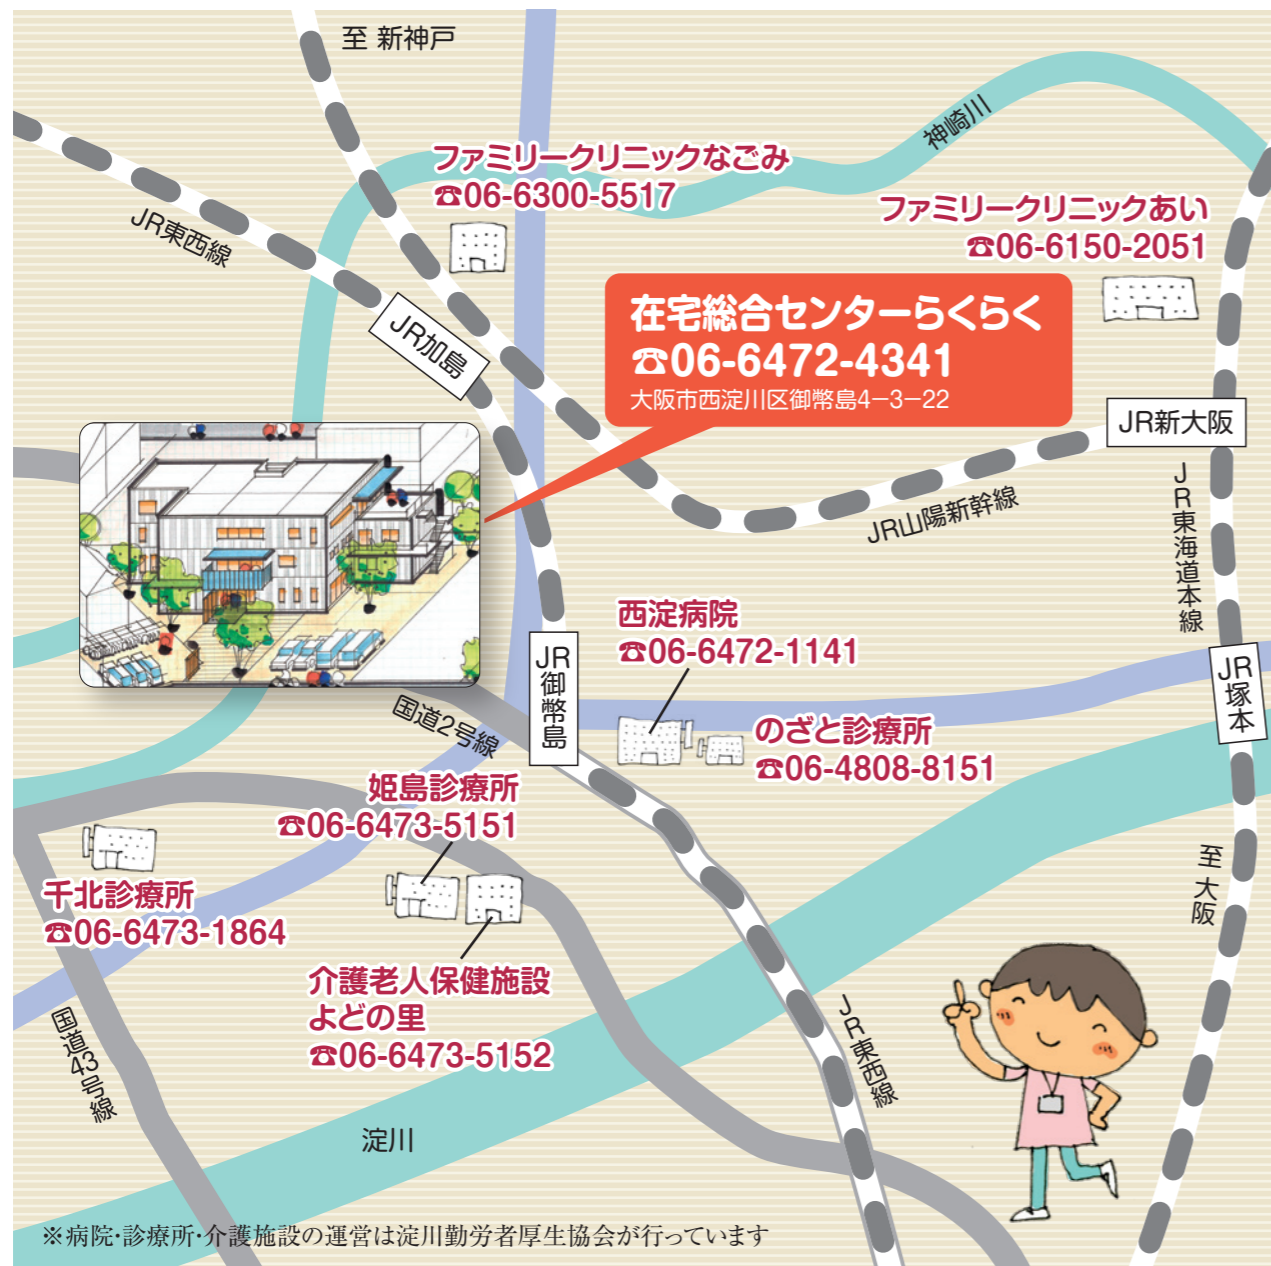 至 新神戸
神崎川
ファミリークリニックなごみ
☎06-6300-5517
ファミリークリニックあい
☎06-6150-2051
JR東西線
在宅総合センターらくらく
☎06-6472-4341
大阪市西淀川区御幣島4−3−22
JR加島
JR新大阪
JR山陽新幹線
JR東海道本線
西淀病院
☎06-6472-1141
JR御幣島
JR塚本
国道2号線
のざと診療所
☎06-4808-8151
姫島診療所
☎06-6473-5151
至 大阪
千北診療所
☎06-6473-1864
介護老人保健施設
よどの里
☎06-6473-5152
国道43号線
JR東西線
淀川
※病院・診療所・介護施設の運営は淀川勤労者厚生協会が行っています